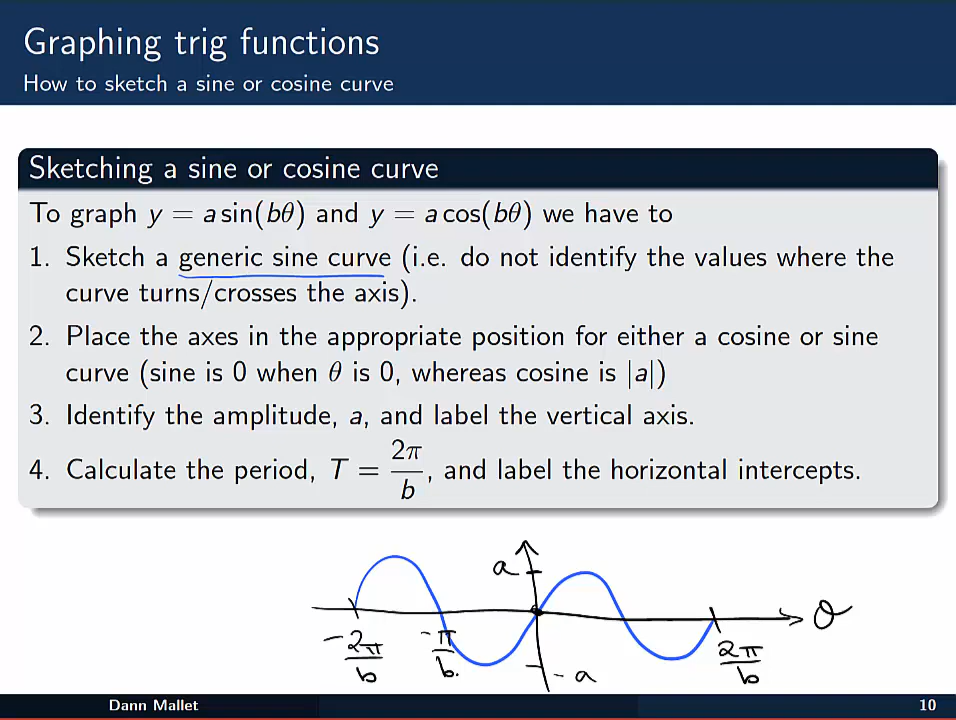 Graphing trig functions
How to sketch a sine or cosine curve
Sketching a sine or cosine curve
To graph y = a sin(bθ) and y = a cos(bθ) we have to
1. Sketch a generic sine curve (i.e. do not identify the values where the
curve turns/crosses the axis).
2. Place the axes in the appropriate position for either a cosine or sine
curve (sine is 0 when θ is 0, whereas cosine is |a|)
3. Identify the amplitude, a, and label the vertical axis.
4. Calculate the period, T = 2π/b, and label the horizontal intercepts.
a
θ
-2π/b
-π/b
2π/b
-a
Dann Mallet
10